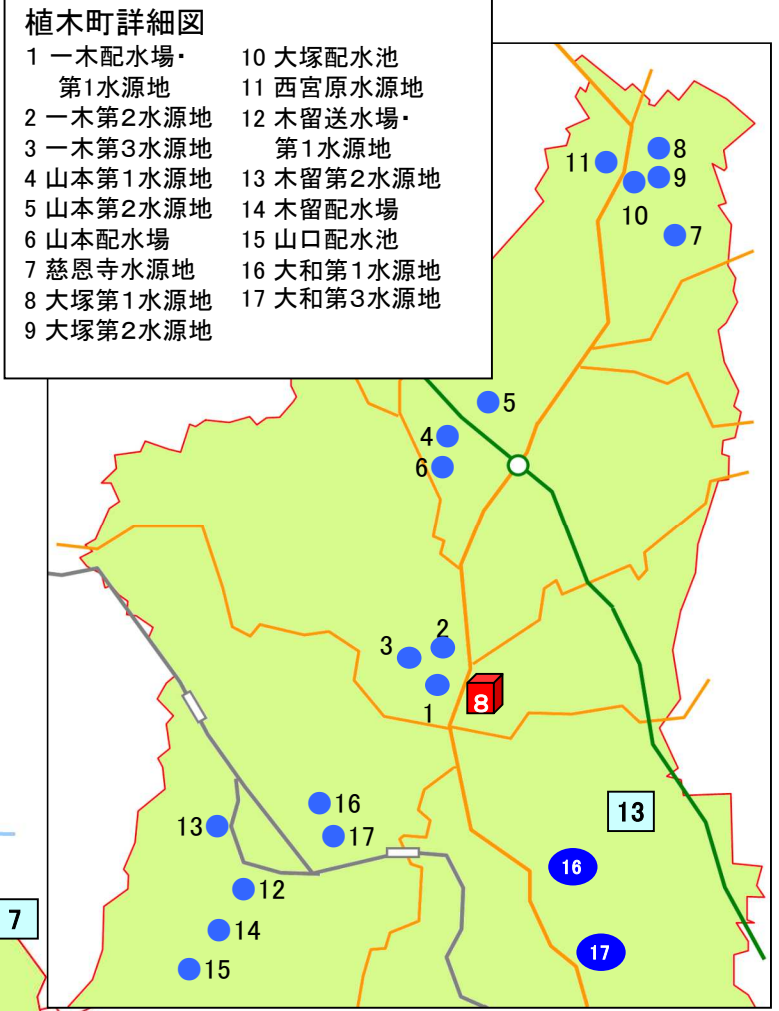 植木町詳細図
1 一木配水場・
第1水源地
2 一木第2水源地
3 一木第3水源地
4 山本第1水源地
5 山本第2水源地
6 山本配水場
7 慈恩寺水源地
8 大塚第1水源地
9 大塚第2水源地
10 大塚配水池
11 西宮原水源地
12 木留送水場・
第1水源地
13 木留第2水源地
14 木留配水場
15 山口配水池
16 大和第1水源地
17 大和第3水源地
8
11
9
10
7
5
4
6
2
3
8
1
16
13
13
17
16
12
7
14
17
15